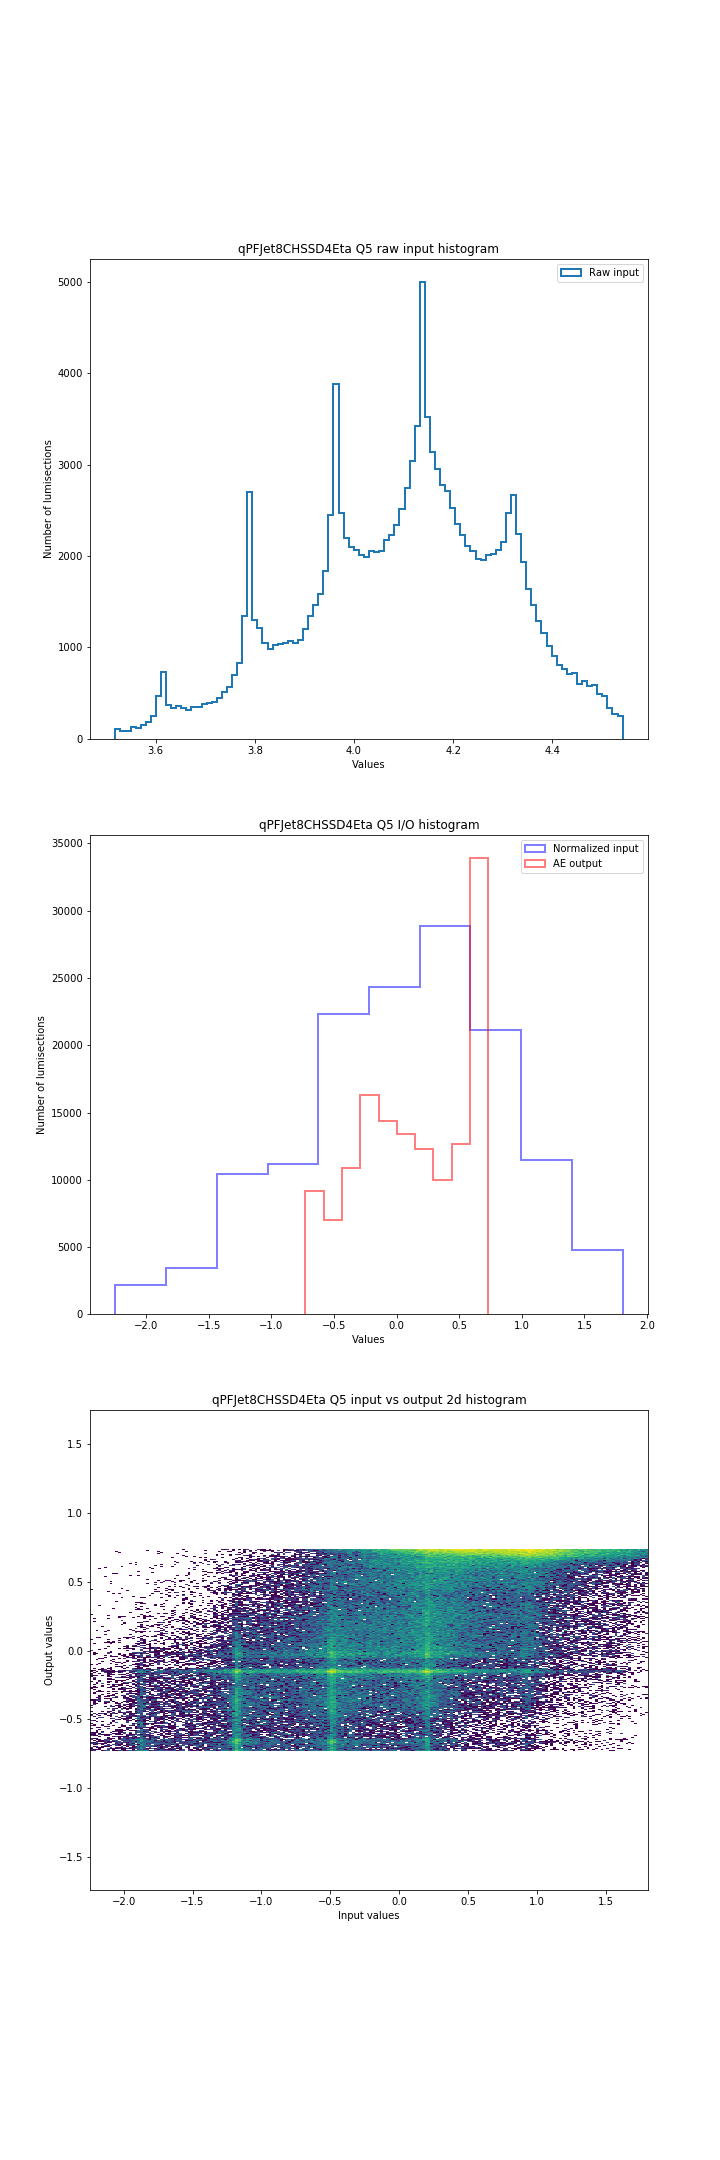 qPFJet8CHSSD4Eta Q5 raw input histogram
Raw input
Number of lumisections
5000
4000
3000
2000
1000
0
3.6 3.8 4.0 4.2 4.4
Values
qPFJet8CHSSD4Eta Q5 I/O histogram
Normalized input
AE output
Number of lumisections
35000
30000
25000
20000
15000
10000
5000
0
−2.0 −1.5 −1.0 −0.5 0.0 0.5 1.0 1.5 2.0
Values
qPFJet8CHSSD4Eta Q5 input vs output 2d histogram
Output values
1.5
1.0
0.5
0.0
−0.5
−1.0
−1.5
−2.0 −1.5 −1.0 −0.5 0.0 0.5 1.0 1.5
Input values